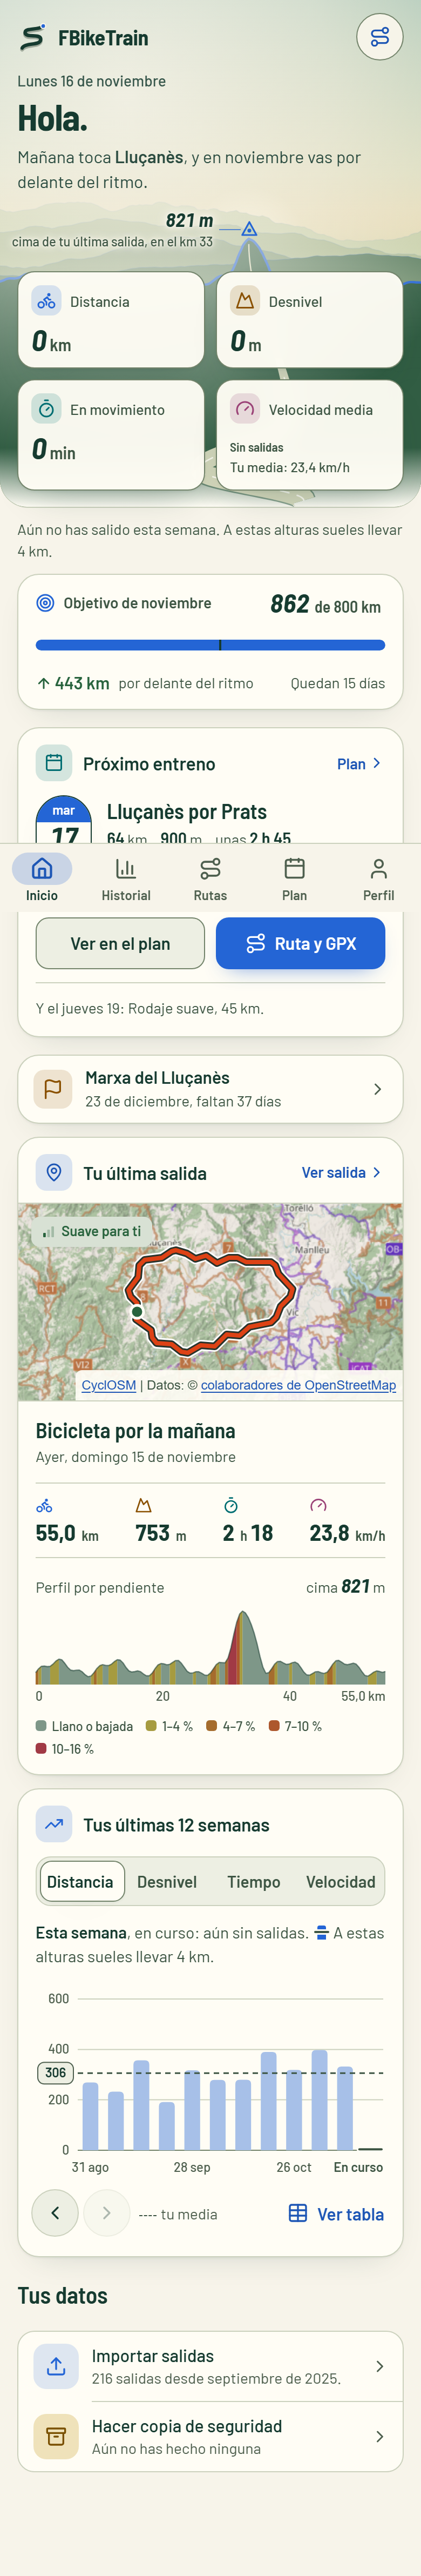 FBikeTrain
Lunes 16 de noviembre
Hola.
Mañana toca Lluçanès, y en noviembre vas por
delante del ritmo.
821 m
cima de tu última salida, en el km 33
Distancia
0 km
Desnivel
0 m
En movimiento
0 min
Velocidad media
Sin salidas
Tu media: 23,4 km/h
Aún no has salido esta semana. A estas alturas sueles llevar
4 km.
Objetivo de noviembre
862 de 800 km
↑ 443 km por delante del ritmo
Quedan 15 días
Próximo entreno
Plan
mar
17
Lluçanès por Prats
64 km 900 m unas 2 h 45
Inicio
Historial
Rutas
Plan
Perfil
Ver en el plan
Ruta y GPX
Y el jueves 19: Rodaje suave, 45 km.
Marxa del Lluçanès
23 de diciembre, faltan 37 días
Tu última salida
Ver salida
Torelló
Suave para ti
Manlleu
Vic
11
CyclOSM | Datos: © colaboradores de OpenStreetMap
Bicicleta por la mañana
Ayer, domingo 15 de noviembre
55,0 km
753 m
2 h 18
23,8 km/h
Perfil por pendiente
cima 821 m
0
20
40
55,0 km
Llano o bajada
1–4 %
4–7 %
7–10 %
10–16 %
Tus últimas 12 semanas
Distancia
Desnivel
Tiempo
Velocidad
Esta semana, en curso: aún sin salidas. A estas
alturas sueles llevar 4 km.
600
400
306
200
0
31 ago
28 sep
26 oct
En curso
---- tu media
Ver tabla
Tus datos
Importar salidas
216 salidas desde septiembre de 2025.
Hacer copia de seguridad
Aún no has hecho ninguna